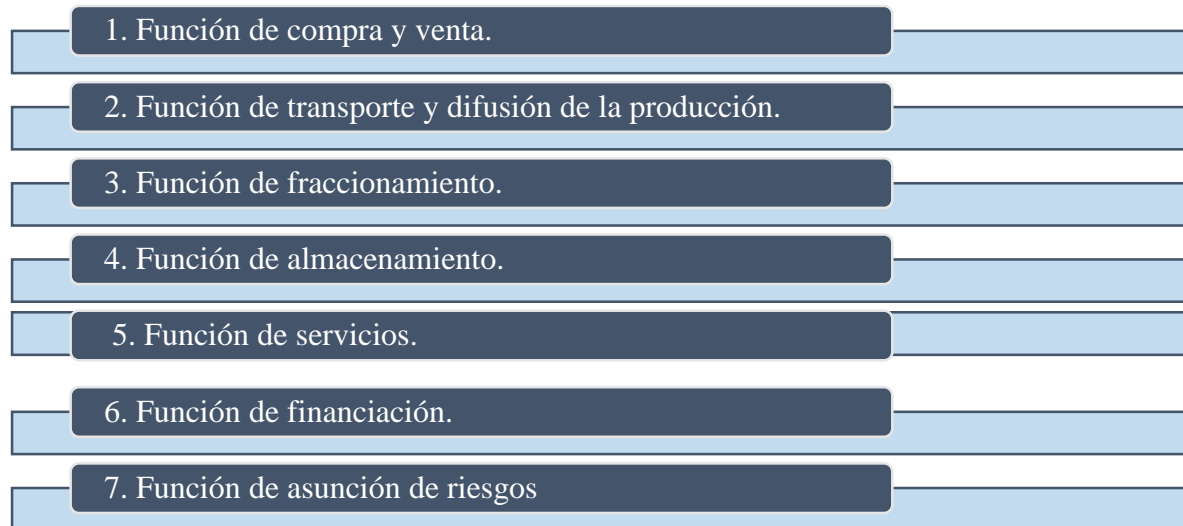 1. Función de compra y venta.
2. Función de transporte y difusión de la producción.
3. Función de fraccionamiento.
4. Función de almacenamiento.
5. Función de servicios.
6. Función de financiación.
7. Función de asunción de riesgos